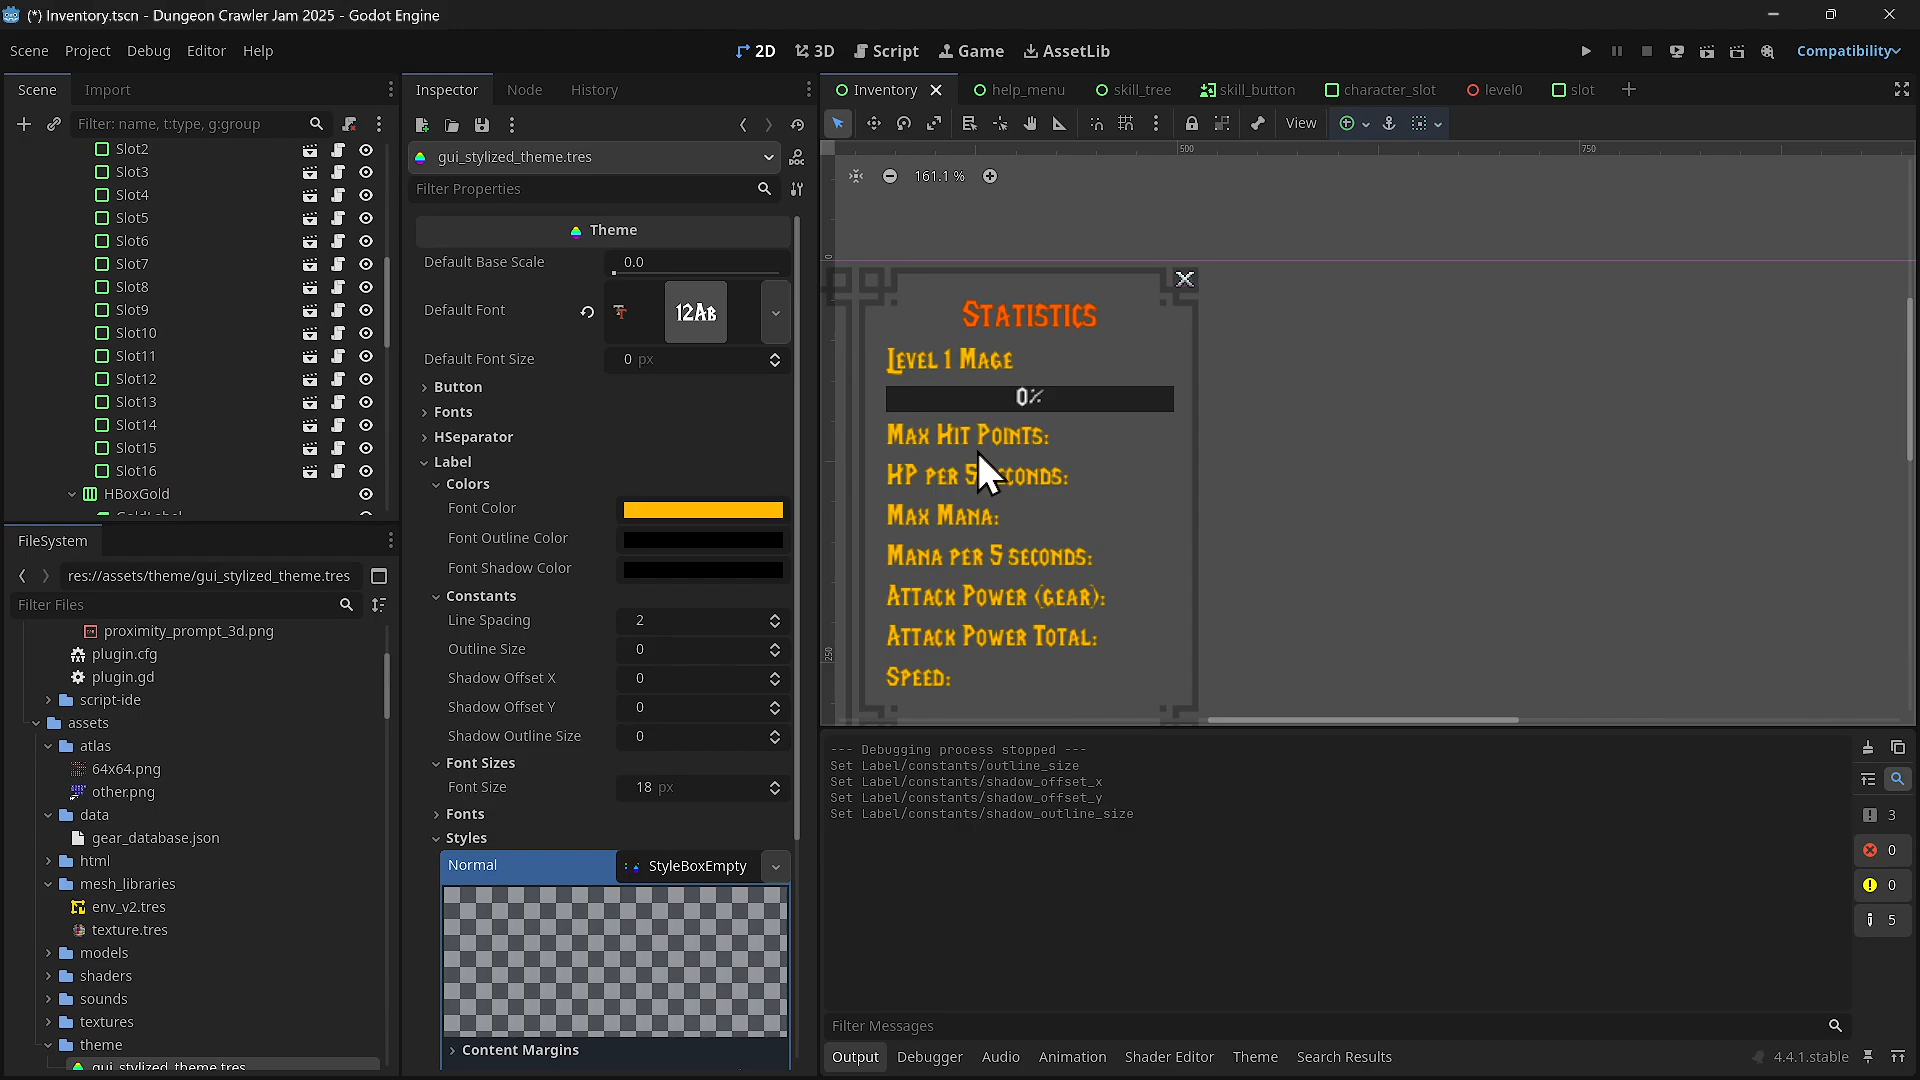 (*) Inventory.tscn - Dungeon Crawler Jam 2025 - Godot Engine
Scene Project Debug Editor Help
2D 3D Script Game AssetLib
Compatibility
Scene Import
Filter: name, t:type, g:group
Slot2
Slot3
Slot4
Slot5
Slot6
Slot7
Slot8
Slot9
Slot10
Slot11
Slot12
Slot13
Slot14
Slot15
Slot16
HBoxGold
FileSystem
res://assets/theme/gui_stylized_theme.tres
Filter Files
proximity_prompt_3d.png
plugin.cfg
plugin.gd
script-ide
assets
atlas
64x64.png
other.png
data
gear_database.json
html
mesh_libraries
env_v2.tres
texture.tres
models
shaders
sounds
textures
theme
gui_stylized_theme.tres
Inspector Node History
gui_stylized_theme.tres
DOC
Filter Properties
Theme
Default Base Scale 0.0
Default Font 12Ab
Default Font Size 0 px
Button
Fonts
HSeparator
Label
Colors
Font Color
Font Outline Color
Font Shadow Color
Constants
Line Spacing 2
Outline Size 0
Shadow Offset X 0
Shadow Offset Y 0
Shadow Outline Size 0
Font Sizes
Font Size 18 px
Fonts
Styles
Normal StyleBoxEmpty
Content Margins
Inventory help_menu skill_tree skill_button character_slot level0 slot
View
500 750
161.1 %
0
250
Statistics
Level 1 Mage
0%
Max Hit Points:
HP per 5 seconds:
Max Mana:
Mana per 5 seconds:
Attack Power (gear):
Attack Power Total:
Speed:
--- Debugging process stopped ---
Set Label/constants/outline_size
Set Label/constants/shadow_offset_x
Set Label/constants/shadow_offset_y
Set Label/constants/shadow_outline_size
3
0
0
5
Filter Messages
Output Debugger Audio Animation Shader Editor Theme Search Results
4.4.1.stable